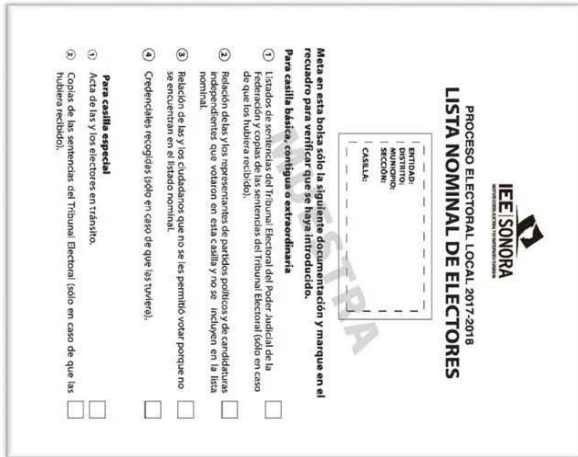 IEE SONORA
PROCESO ELECTORAL LOCAL 2017-2018
LISTA NOMINAL DE ELECTORES
ENTIDAD:
DISTRITO:
MUNICIPIO:
SECCIÓN:
CASILLA:
MUESTRA
Meta en esta bolsa sólo la siguiente documentación y marque en el
recuadro para verificar que se haya introducido.
Para casilla básica, contigua o extraordinaria
1 Listados de sentencias del Tribunal Electoral del Poder Judicial de la
Federación y copias de las sentencias del Tribunal Electoral (sólo en caso
de que los hubiera recibido).
2 Relación de las y los representantes de partidos políticos y de candidaturas
independientes que votaron en esta casilla y no se incluyen en la lista
nominal.
3 Relación de las y los ciudadanos que no se les permitió votar porque no
se encuentran en el listado nominal.
4 Credenciales recogidas (sólo en caso de que las tuviera).
Para casilla especial
1 Acta de las y los electores en tránsito.
2 Copias de las sentencias del Tribunal Electoral (sólo en caso de que las
hubiera recibido).